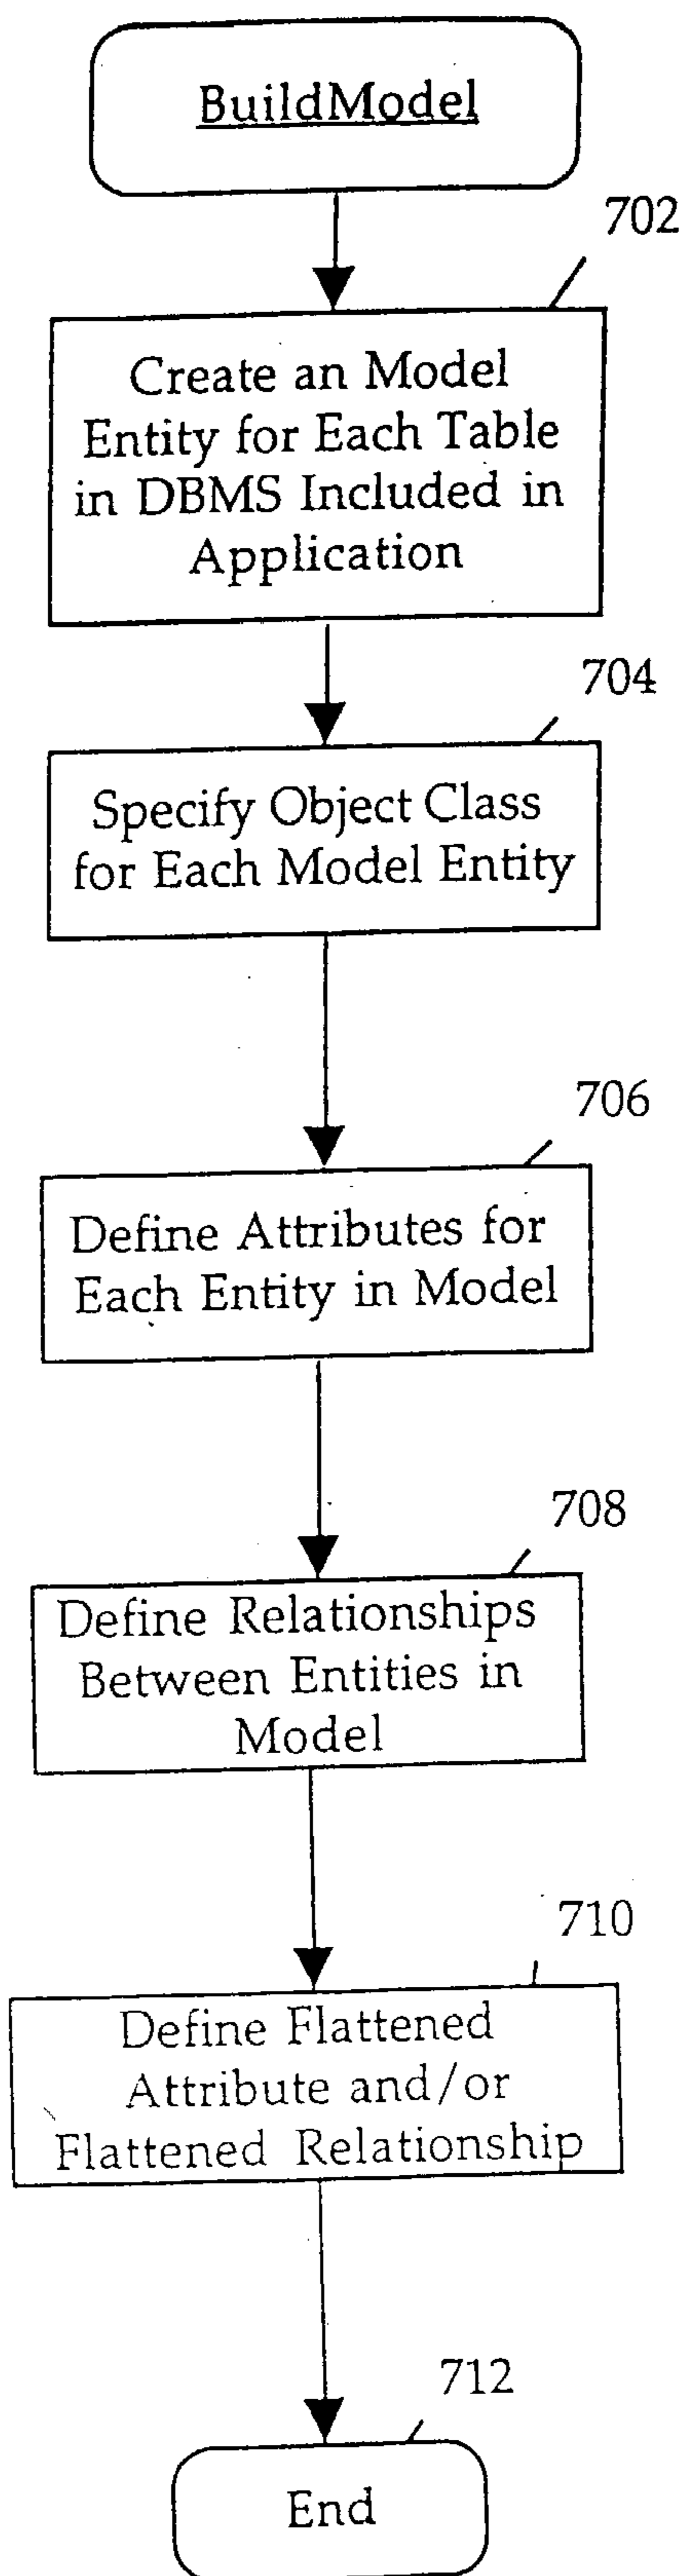 BuildModel
702
Create an Model
Entity for Each Table
in DBMS Included in
Application
704
Specify Object Class
for Each Model Entity
706
Define Attributes for
Each Entity in Model
708
Define Relationships
Between Entities in
Model
710
Define Flattened
Attribute and/or
Flattened Relationship
712
End